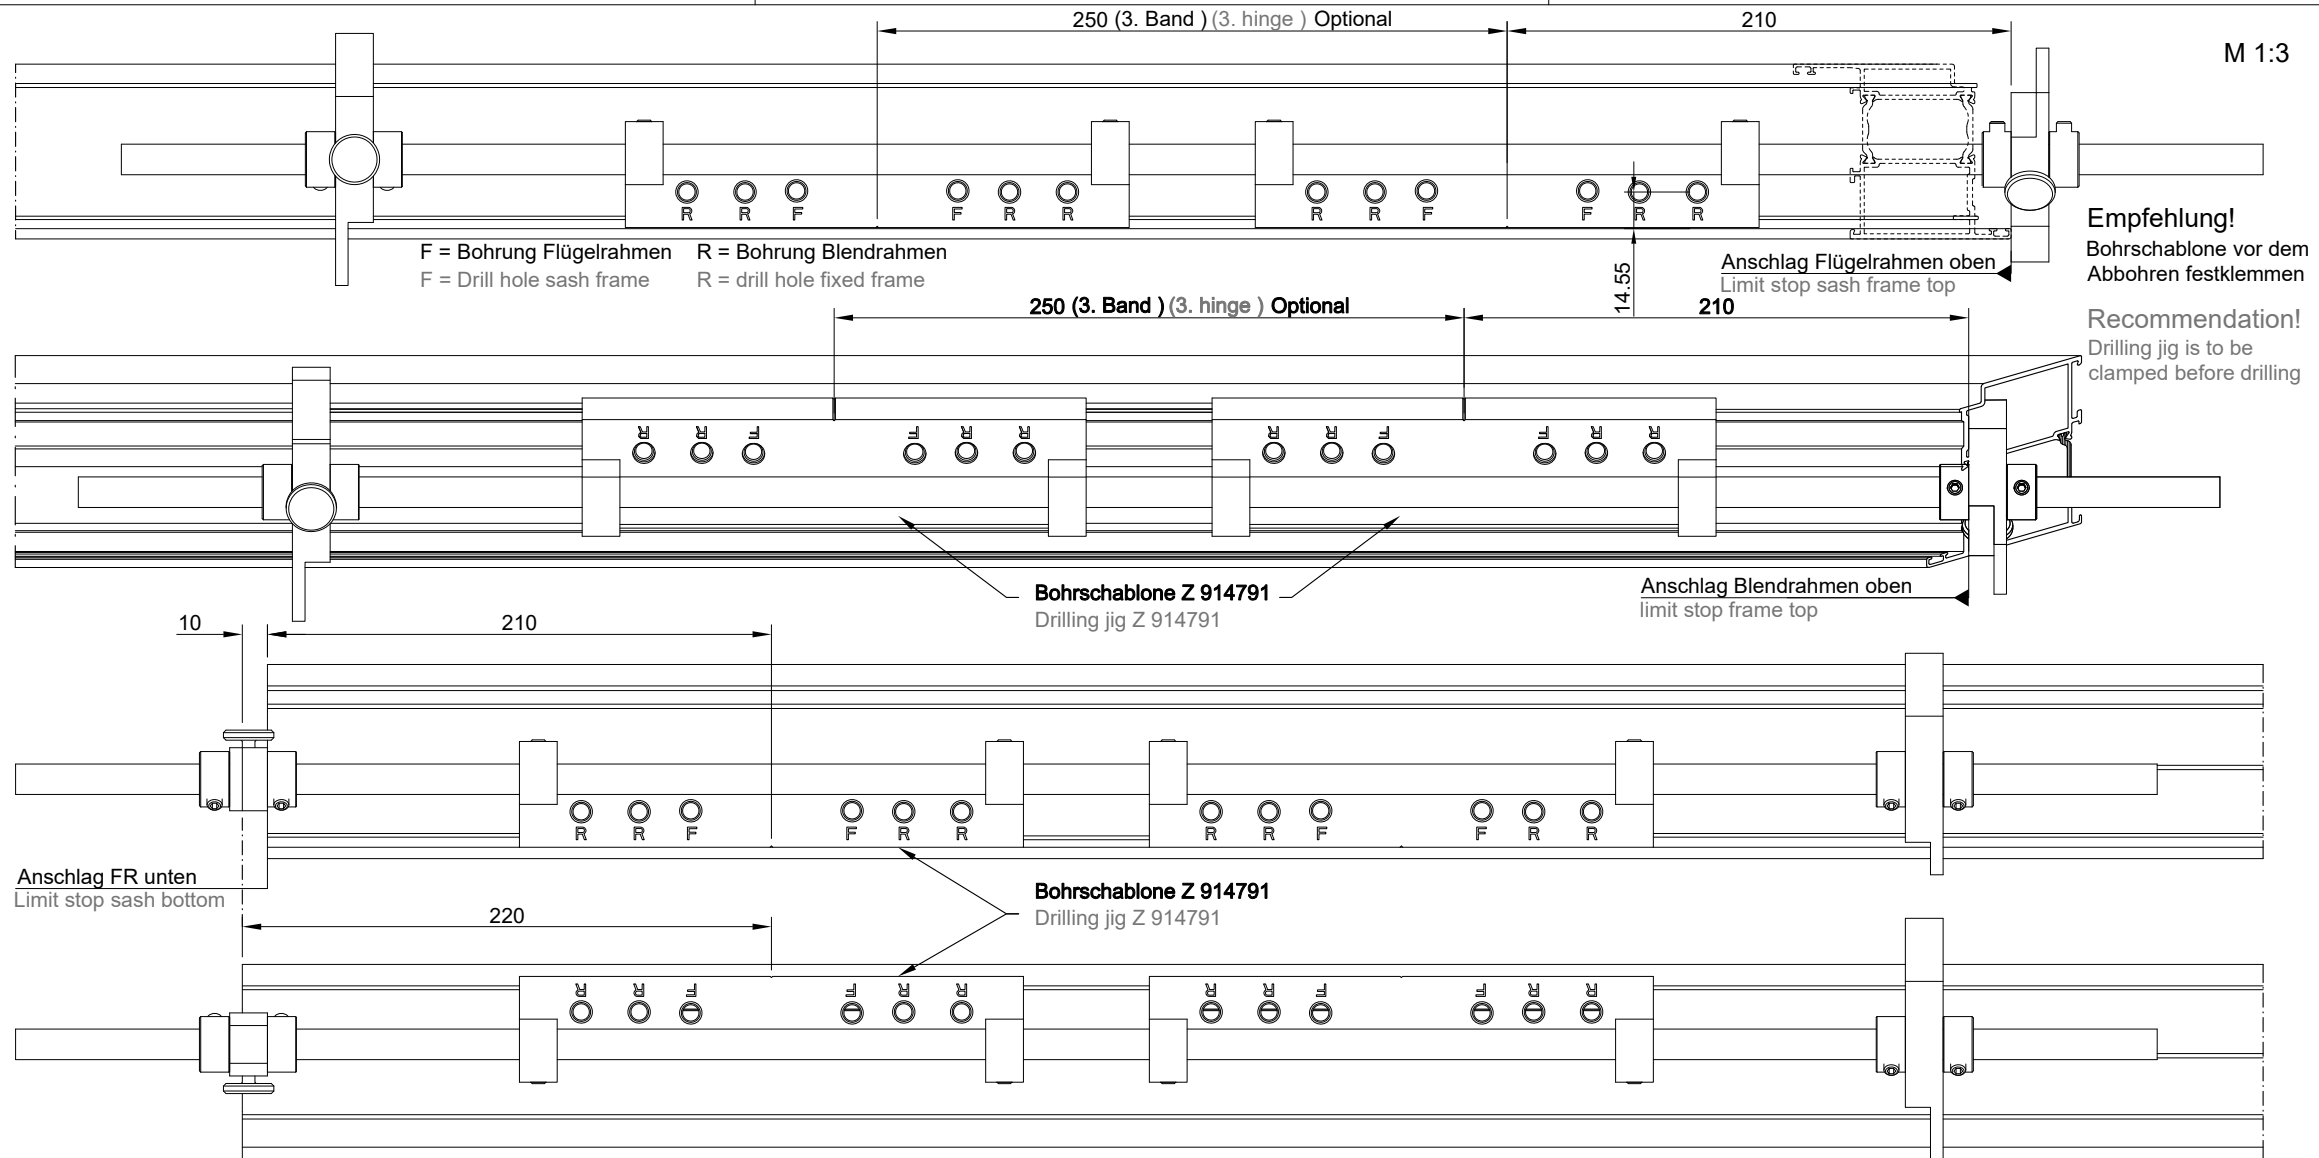 250 (3. Band ) (3. hinge ) Optional
210
M 1:3
R R F F R R R R F F R R
F = Bohrung Flügelrahmen R = Bohrung Blendrahmen
F = Drill hole sash frame R = drill hole fixed frame
14.55
Anschlag Flügelrahmen oben
Limit stop sash frame top
Empfehlung!
Bohrschablone vor dem
Abbohren festklemmen
Recommendation!
Drilling jig is to be
clamped before drilling
250 (3. Band ) (3. hinge ) Optional
210
R R F F R R R R F F R R
Bohrschablone Z 914791
Drilling jig Z 914791
Anschlag Blendrahmen oben
limit stop frame top
10
210
R R F F R R R R F F R R
Anschlag FR unten
Limit stop sash bottom
Bohrschablone Z 914791
Drilling jig Z 914791
220
R R F F R R R R F F R R